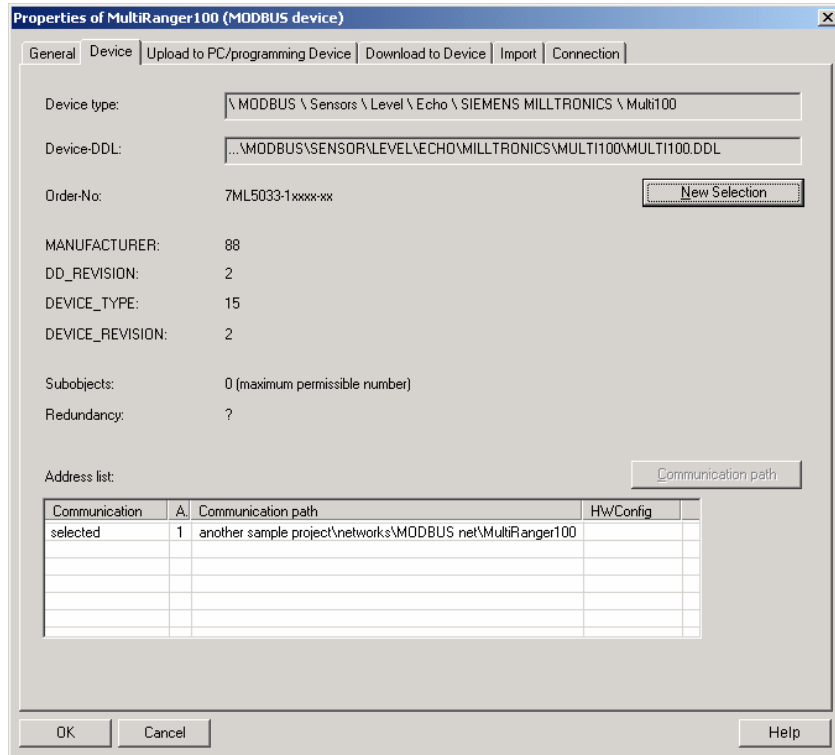 Properties of MultiRanger100 (MODBUS device)
General Device Upload to PC/programming Device Download to Device Import Connection
Device type: \ MODBUS \ Sensors \ Level \ Echo \ SIEMENS MILLTRONICS \ Multi100
Device-DDL: ...\MODBUS\SENSOR\LEVEL\ECHO\MILLTRONICS\MULTI100\MULTI100.DDL
Order-No: 7ML5033-1xxxx-xx New Selection
MANUFACTURER: 88
DD_REVISION: 2
DEVICE_TYPE: 15
DEVICE_REVISION: 2
Subobjects: 0 (maximum permissible number)
Redundancy: ?
Address list: Communication path
Communication A. Communication path HWConfig
selected 1 another sample project\networks\MODBUS net\MultiRanger100
OK Cancel Help